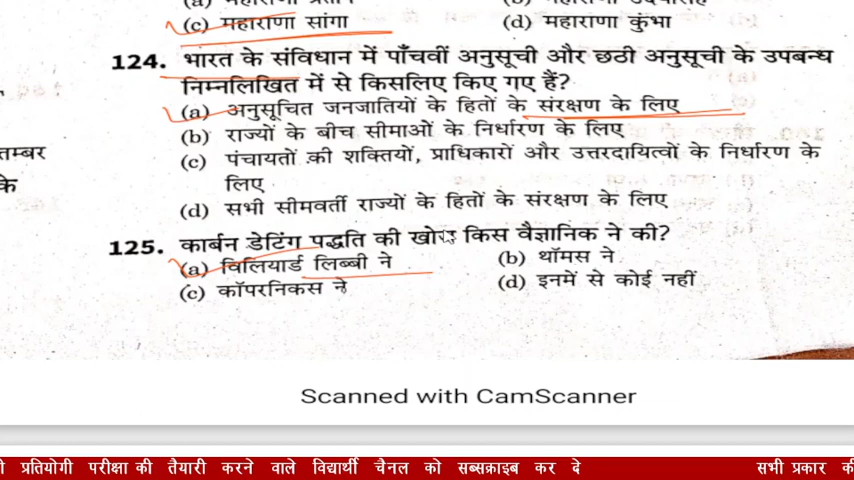 (c) महाराणा सांगा
(d) महाराणा कुंभा
124. भारत के संविधान में पाँचवीं अनुसूची और छठी अनुसूची के उपबन्ध
निम्नलिखित में से किसलिए किए गए हैं?
(a) अनुसूचित जनजातियों के हितों के संरक्षण के लिए
(b) राज्यों के बीच सीमाओं के निर्धारण के लिए
तम्बर
(c) पंचायतों की शक्तियों, प्राधिकारों और उत्तरदायित्वों के निर्धारण के
के
लिए
(d) सभी सीमवर्ती राज्यों के हितों के संरक्षण के लिए
125. कार्बन डेटिंग पद्धति की खोज किस वैज्ञानिक ने की?
(a) विलियार्ड लिब्बी ने
(b) थॉमस ने
(c) कॉपरनिकस ने
(d) इनमें से कोई नहीं
Scanned with CamScanner
प्रतियोगी परीक्षा की तैयारी करने वाले विद्यार्थी चैनल को सब्सक्राइब कर दे
सभी प्रकार